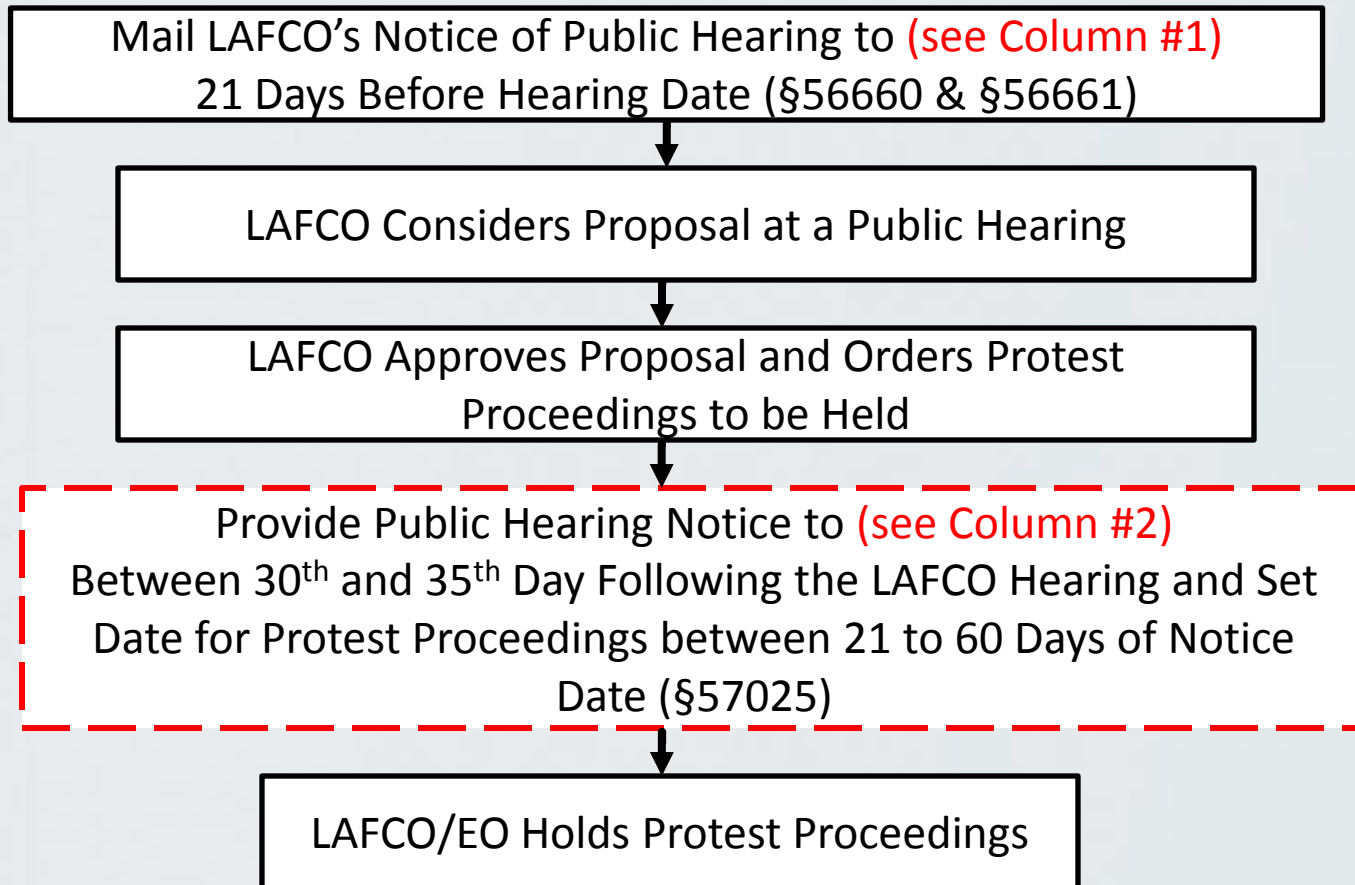 Mail LAFCO’s Notice of Public Hearing to (see Column #1)
21 Days Before Hearing Date (§56660 & §56661)
LAFCO Considers Proposal at a Public Hearing
LAFCO Approves Proposal and Orders Protest
Proceedings to be Held
Provide Public Hearing Notice to (see Column #2)
Between 30th and 35th Day Following the LAFCO Hearing and Set
Date for Protest Proceedings between 21 to 60 Days of Notice
Date (§57025)
LAFCO/EO Holds Protest Proceedings